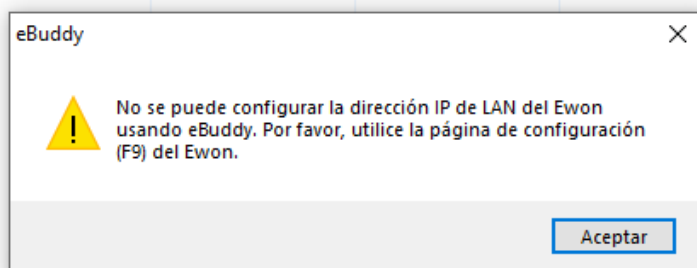 eBuddy
No se puede configurar la dirección IP de LAN del Ewon
usando eBuddy. Por favor, utilice la página de configuración
(F9) del Ewon.
Aceptar